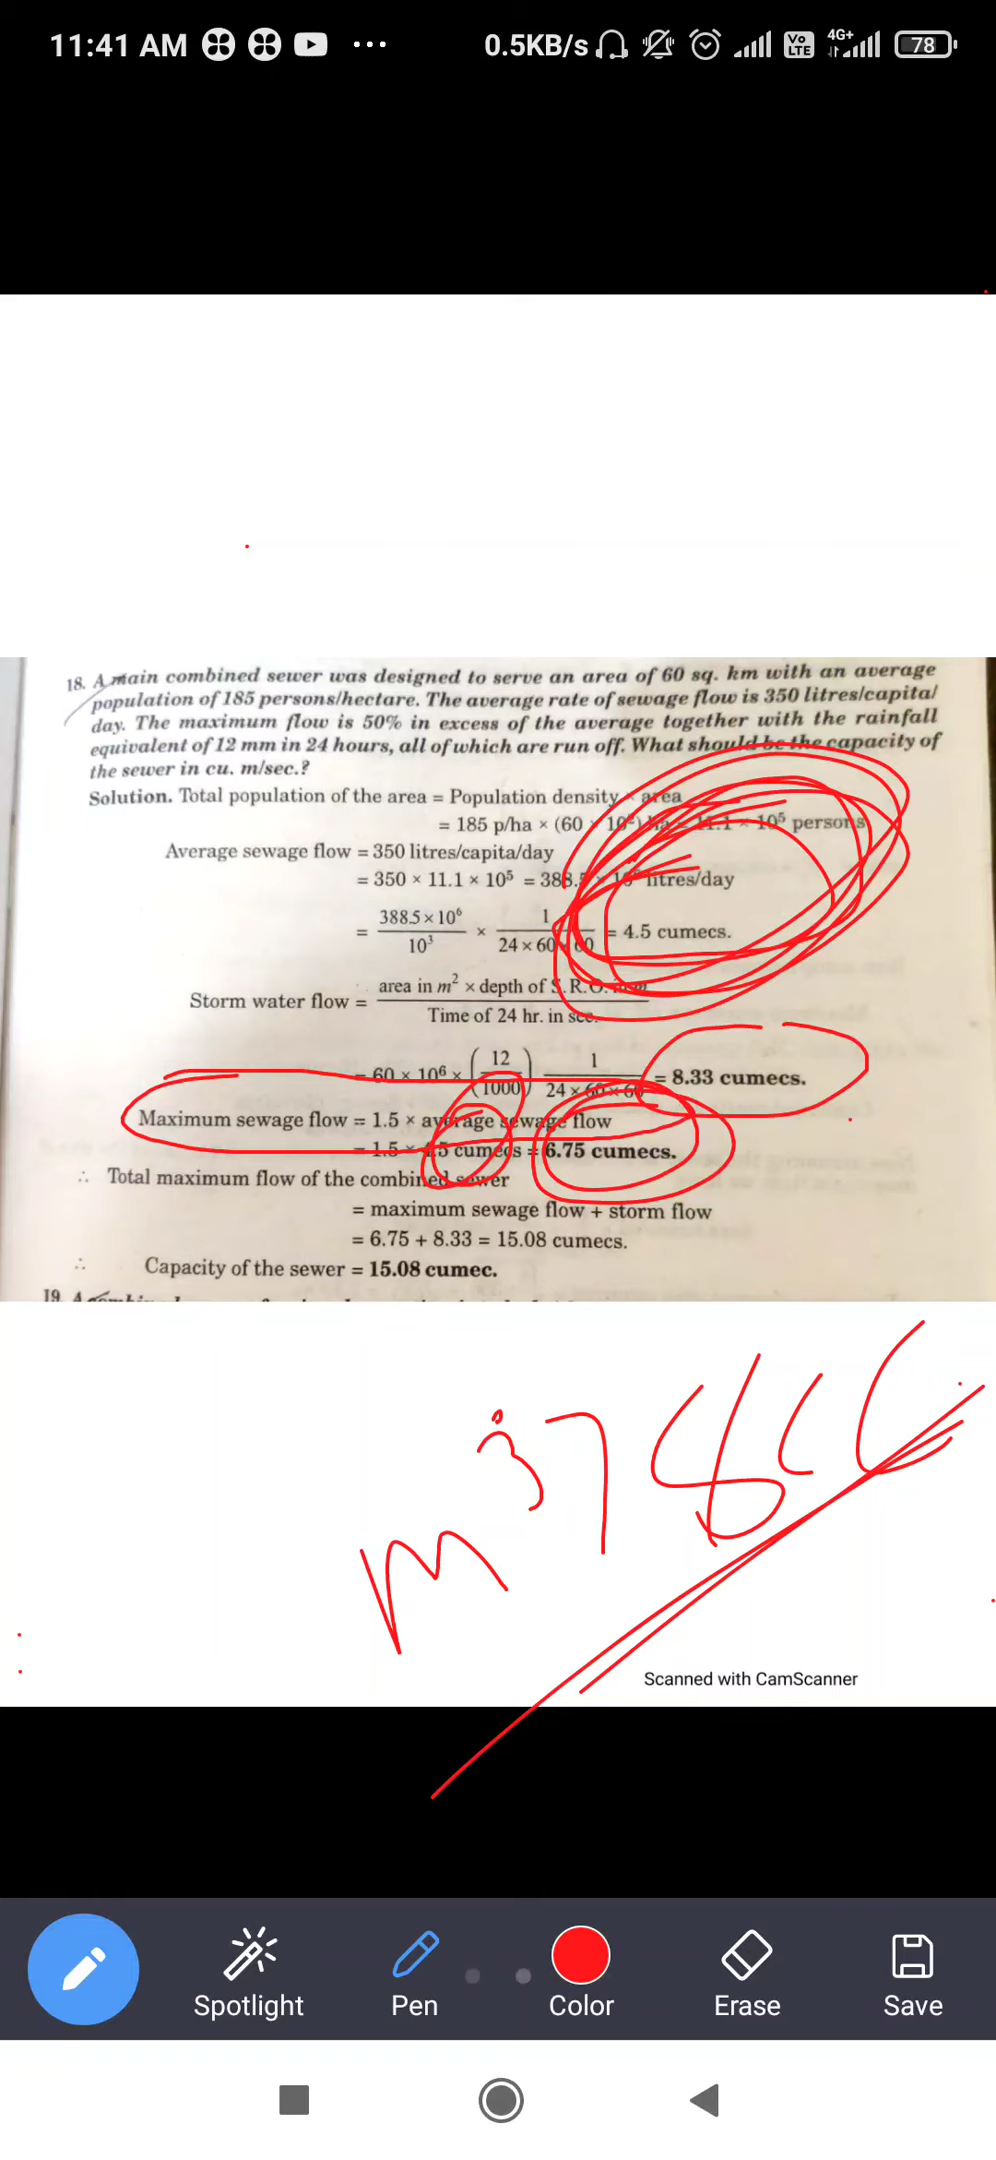 11:41 AM ... 0.5KB/s Vo LTE 4G+ 78
18. A main combined sewer was designed to serve an area of 60 sq. km with an average
population of 185 persons/hectare. The average rate of sewage flow is 350 litres/capita/
day. The maximum flow is 50% in excess of the average together with the rainfall
equivalent of 12 mm in 24 hours, all of which are run off. What should be the capacity of
the sewer in cu. m/sec.?
Solution. Total population of the area = Population density × area
= 185 p/ha × (60 × 10²) ha = 11.1 × 10⁵ persons
Average sewage flow = 350 litres/capita/day
= 350 × 11.1 × 10⁵ = 388.5 × 10⁶ litres/day
= 388.5 × 10⁶ / 10³ × 1 / 24 × 60 × 60 = 4.5 cumecs.
Storm water flow = area in m² × depth of S.R.O. in m / Time of 24 hr. in sec.
= 60 × 10⁶ × (12 / 1000) 1 / 24 × 60 × 60 = 8.33 cumecs.
Maximum sewage flow = 1.5 × average sewage flow
= 1.5 × 4.5 cumecs = 6.75 cumecs.
∴ Total maximum flow of the combined sewer
= maximum sewage flow + storm flow
= 6.75 + 8.33 = 15.08 cumecs.
∴ Capacity of the sewer = 15.08 cumec.
19. A
m³
Scanned with CamScanner
Spotlight Pen Color Erase Save